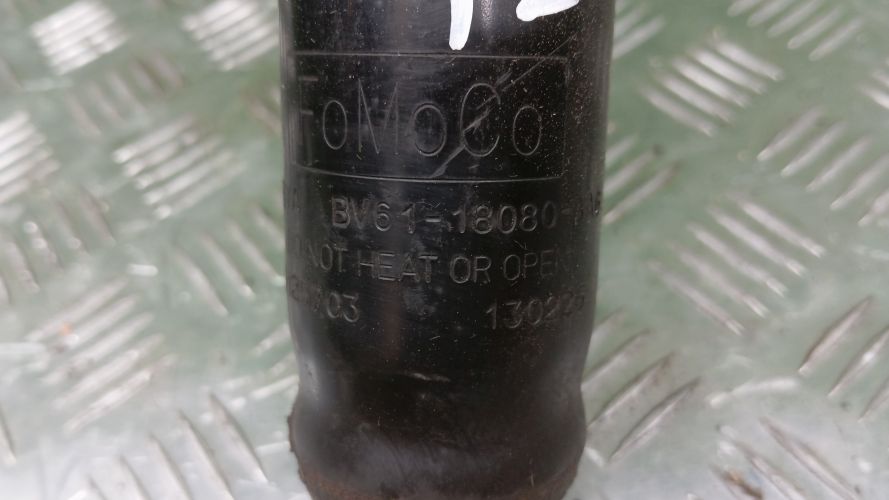 FoMoCo
BV61-18080-
NOT HEAT OR OPEN
03 1302